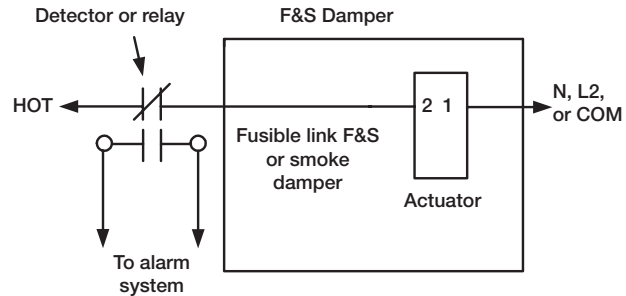 Detector or relay
F&S Damper
HOT
2 1
N, L2,
or COM
Fusible link F&S
or smoke
damper
Actuator
To alarm
system